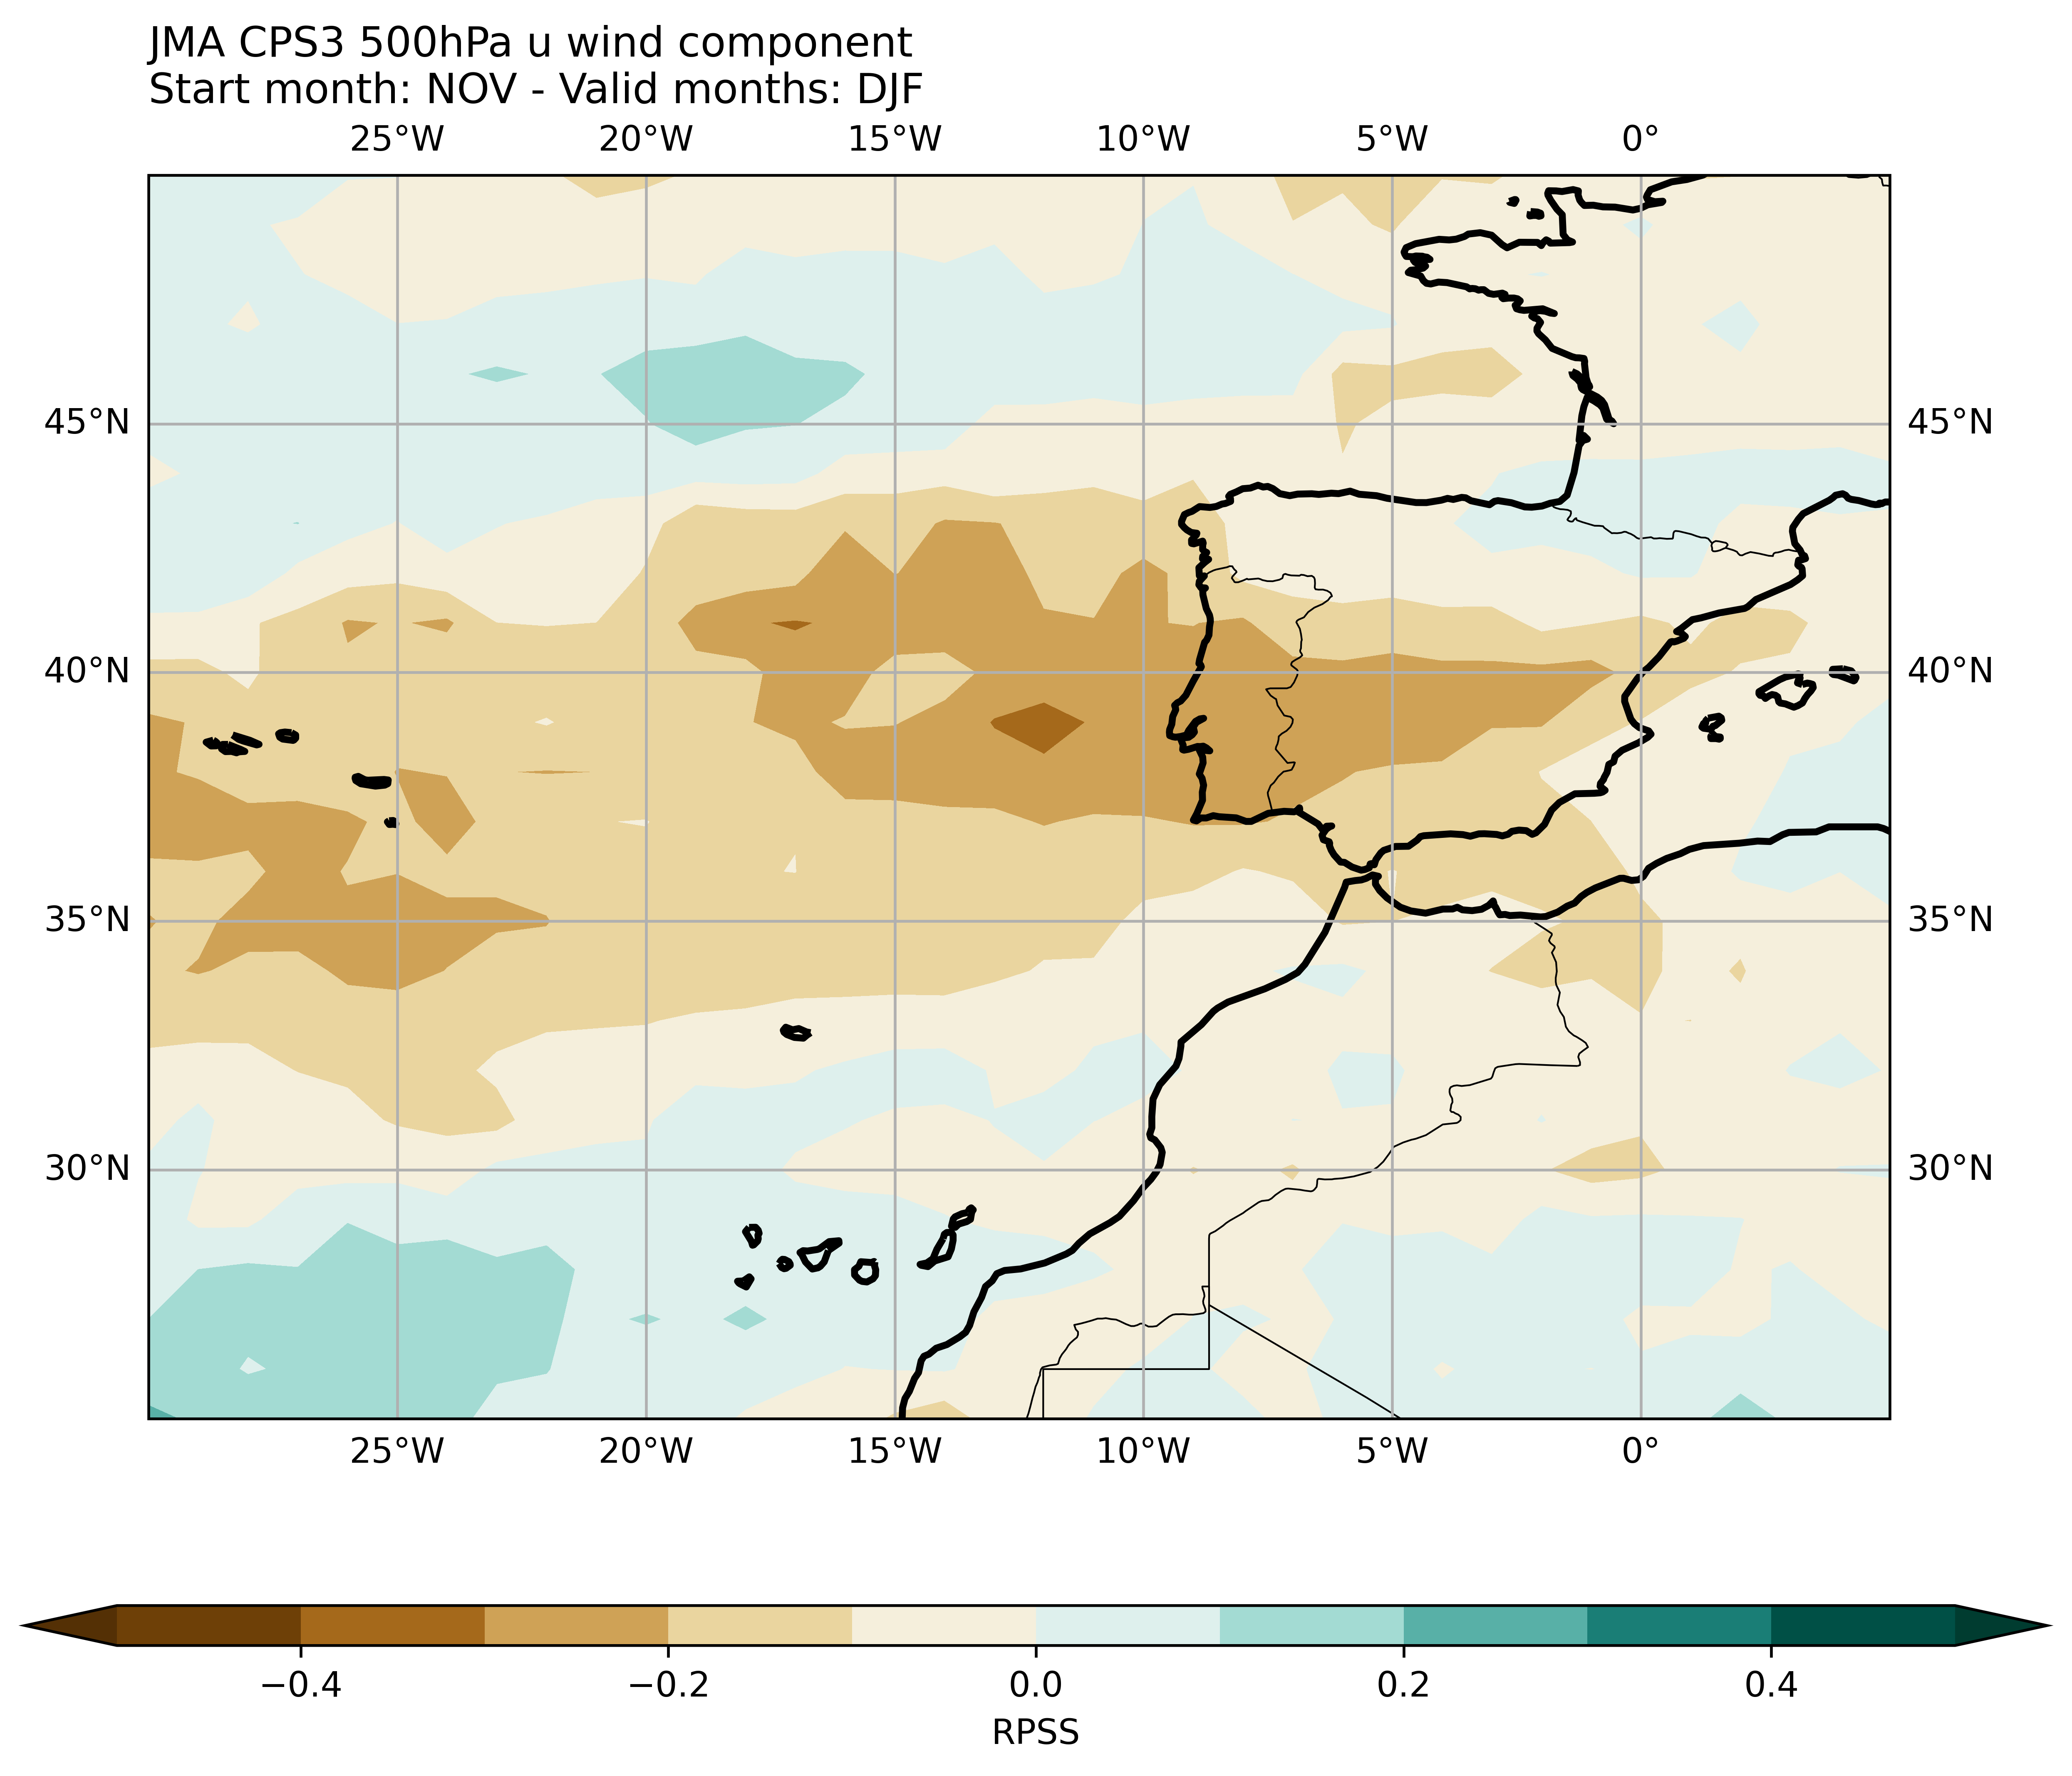 JMA CPS3 500hPa u wind component
Start month: NOV - Valid months: DJF
25°W 20°W 15°W 10°W 5°W 0°
45°N 45°N
40°N 40°N
35°N 35°N
30°N 30°N
25°W 20°W 15°W 10°W 5°W 0°
−0.4 −0.2 0.0 0.2 0.4
RPSS